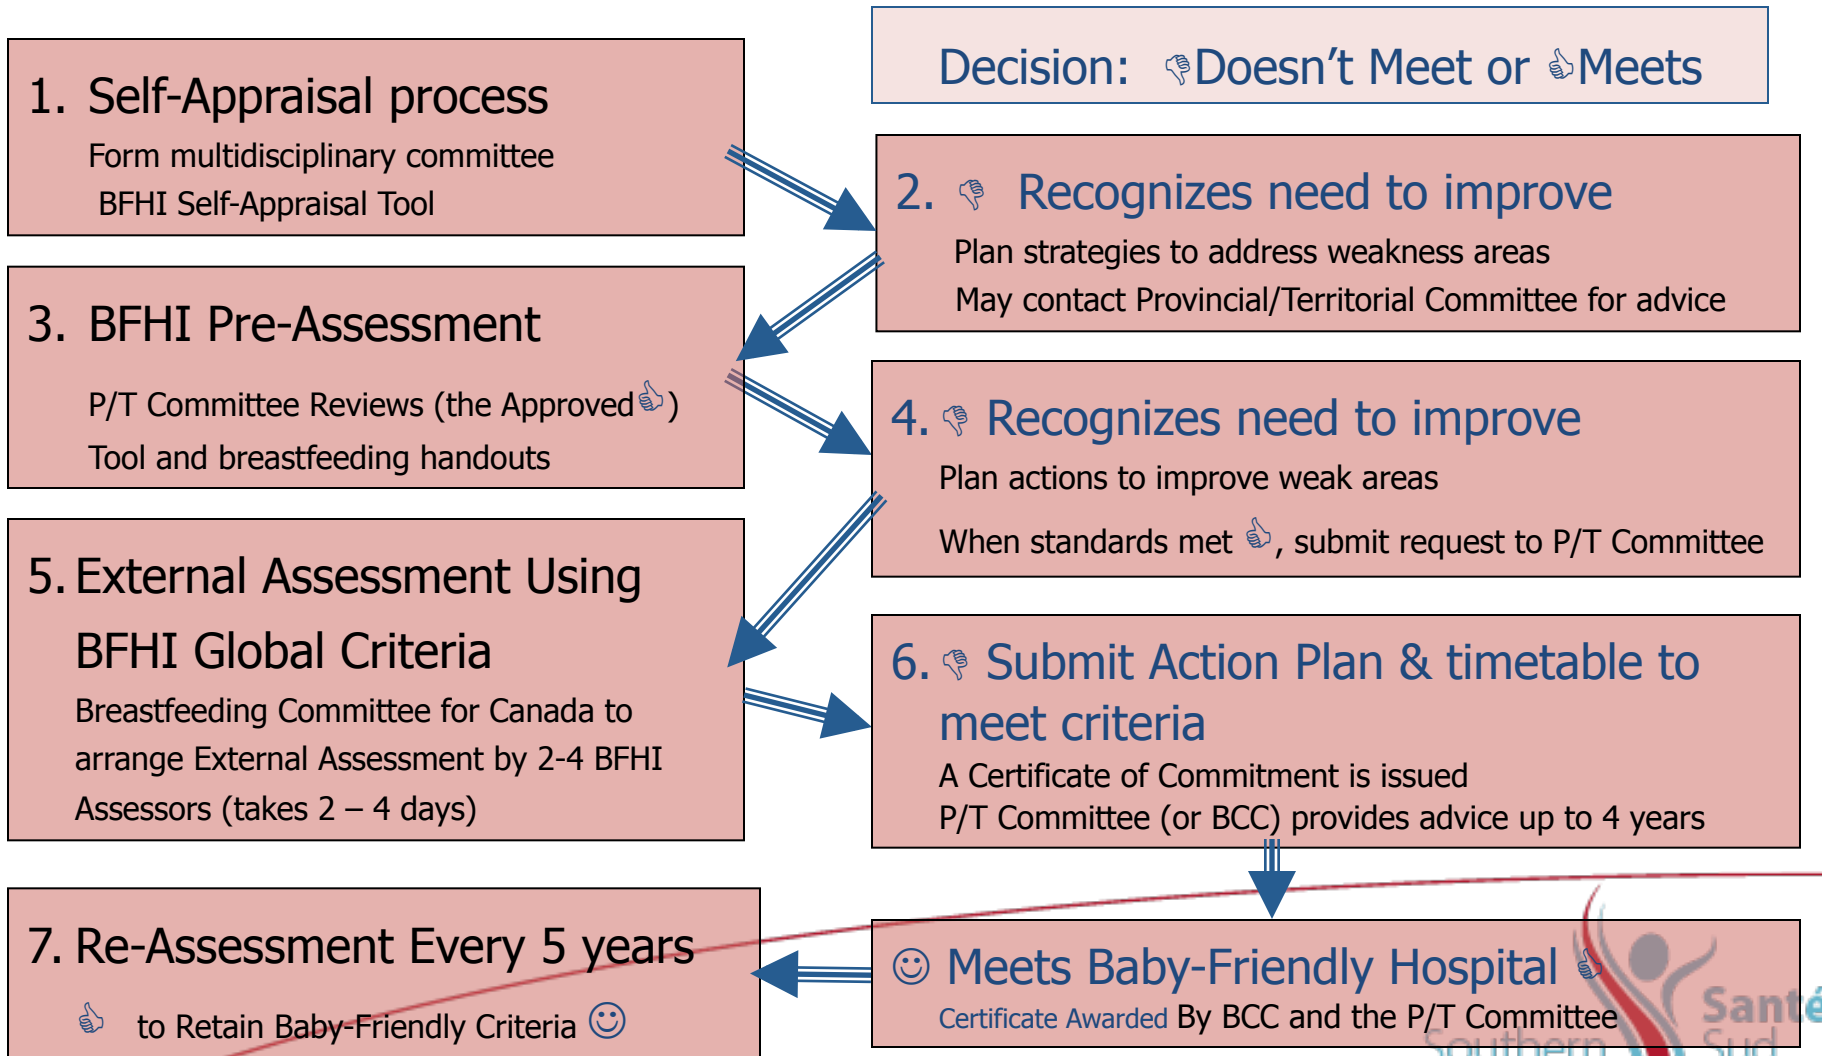 Decision: 👎Doesn't Meet or 👍Meets
1. Self-Appraisal process
Form multidisciplinary committee
BFHI Self-Appraisal Tool
2. 👎 Recognizes need to improve
Plan strategies to address weakness areas
May contact Provincial/Territorial Committee for advice
3. BFHI Pre-Assessment
P/T Committee Reviews (the Approved👍)
Tool and breastfeeding handouts
4. 👎 Recognizes need to improve
Plan actions to improve weak areas
When standards met 👍, submit request to P/T Committee
5. External Assessment Using
BFHI Global Criteria
Breastfeeding Committee for Canada to
arrange External Assessment by 2-4 BFHI
Assessors (takes 2 – 4 days)
6. 👎 Submit Action Plan & timetable to
meet criteria
A Certificate of Commitment is issued
P/T Committee (or BCC) provides advice up to 4 years
☺ Meets Baby-Friendly Hospital 👍
Certificate Awarded By BCC and the P/T Committee
7. Re-Assessment Every 5 years
👍 to Retain Baby-Friendly Criteria ☺
Santé
Southern Sud